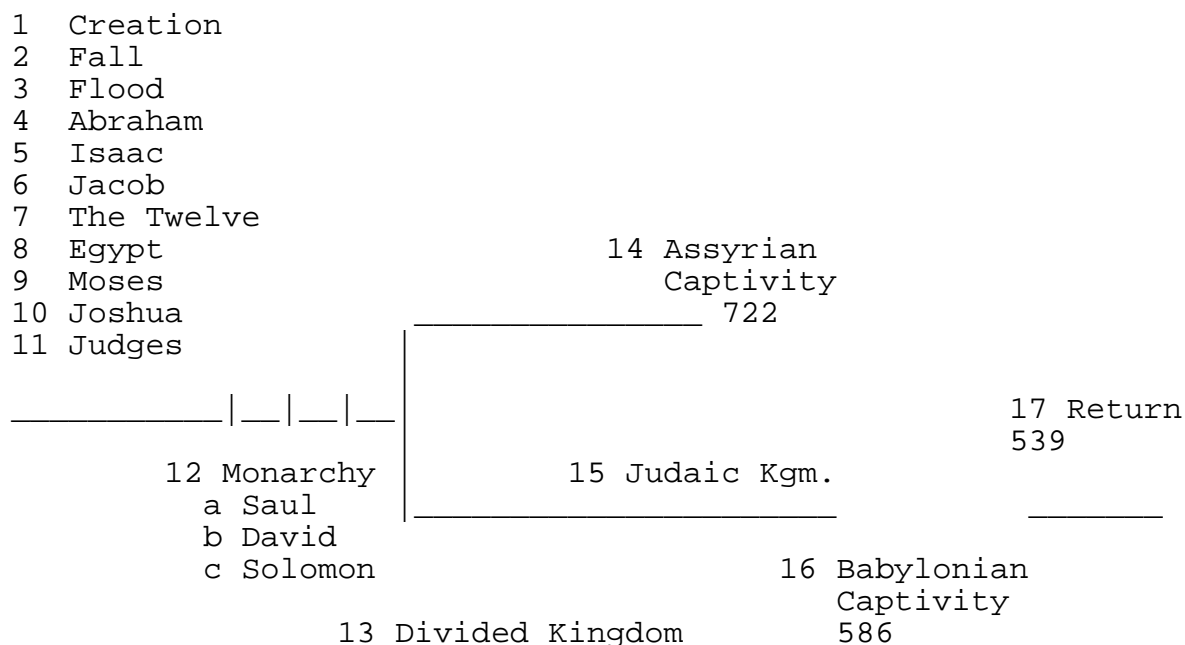 1 Creation
2 Fall
3 Flood
4 Abraham
5 Isaac
6 Jacob
7 The Twelve
8 Egypt
9 Moses
10 Joshua
11 Judges
14 Assyrian
Captivity
722
12 Monarchy
a Saul
b David
c Solomon
13 Divided Kingdom
15 Judaic Kgm.
16 Babylonian
Captivity
586
17 Return
539